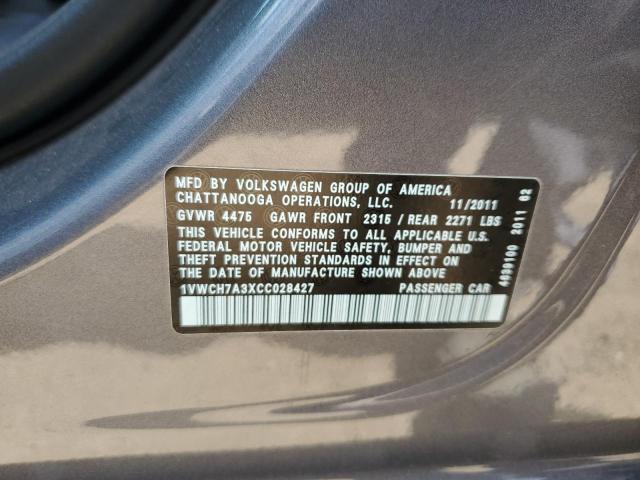 MFD BY VOLKSWAGEN GROUP OF AMERICA
CHATTANOOGA OPERATIONS, LLC. 11/2011
GVWR 4475 GAWR FRONT 2315 / REAR 2271 LBS
THIS VEHICLE CONFORMS TO ALL APPLICABLE U.S.
FEDERAL MOTOR VEHICLE SAFETY, BUMPER AND
THEFT PREVENTION STANDARDS IN EFFECT ON
THE DATE OF MANUFACTURE SHOWN ABOVE
1VWCH7A3XCC028427 PASSENGER CAR
4039100 2011 02